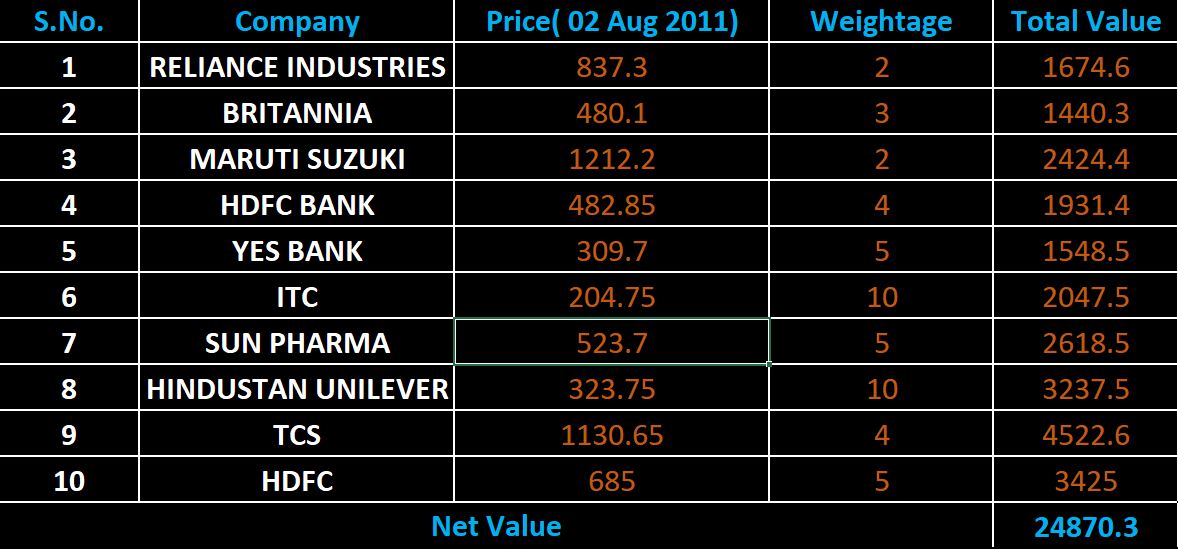 S.No. Company Price( 02 Aug 2011) Weightage Total Value
1 RELIANCE INDUSTRIES 837.3 2 1674.6
2 BRITANNIA 480.1 3 1440.3
3 MARUTI SUZUKI 1212.2 2 2424.4
4 HDFC BANK 482.85 4 1931.4
5 YES BANK 309.7 5 1548.5
6 ITC 204.75 10 2047.5
7 SUN PHARMA 523.7 5 2618.5
8 HINDUSTAN UNILEVER 323.75 10 3237.5
9 TCS 1130.65 4 4522.6
10 HDFC 685 5 3425
Net Value 24870.3